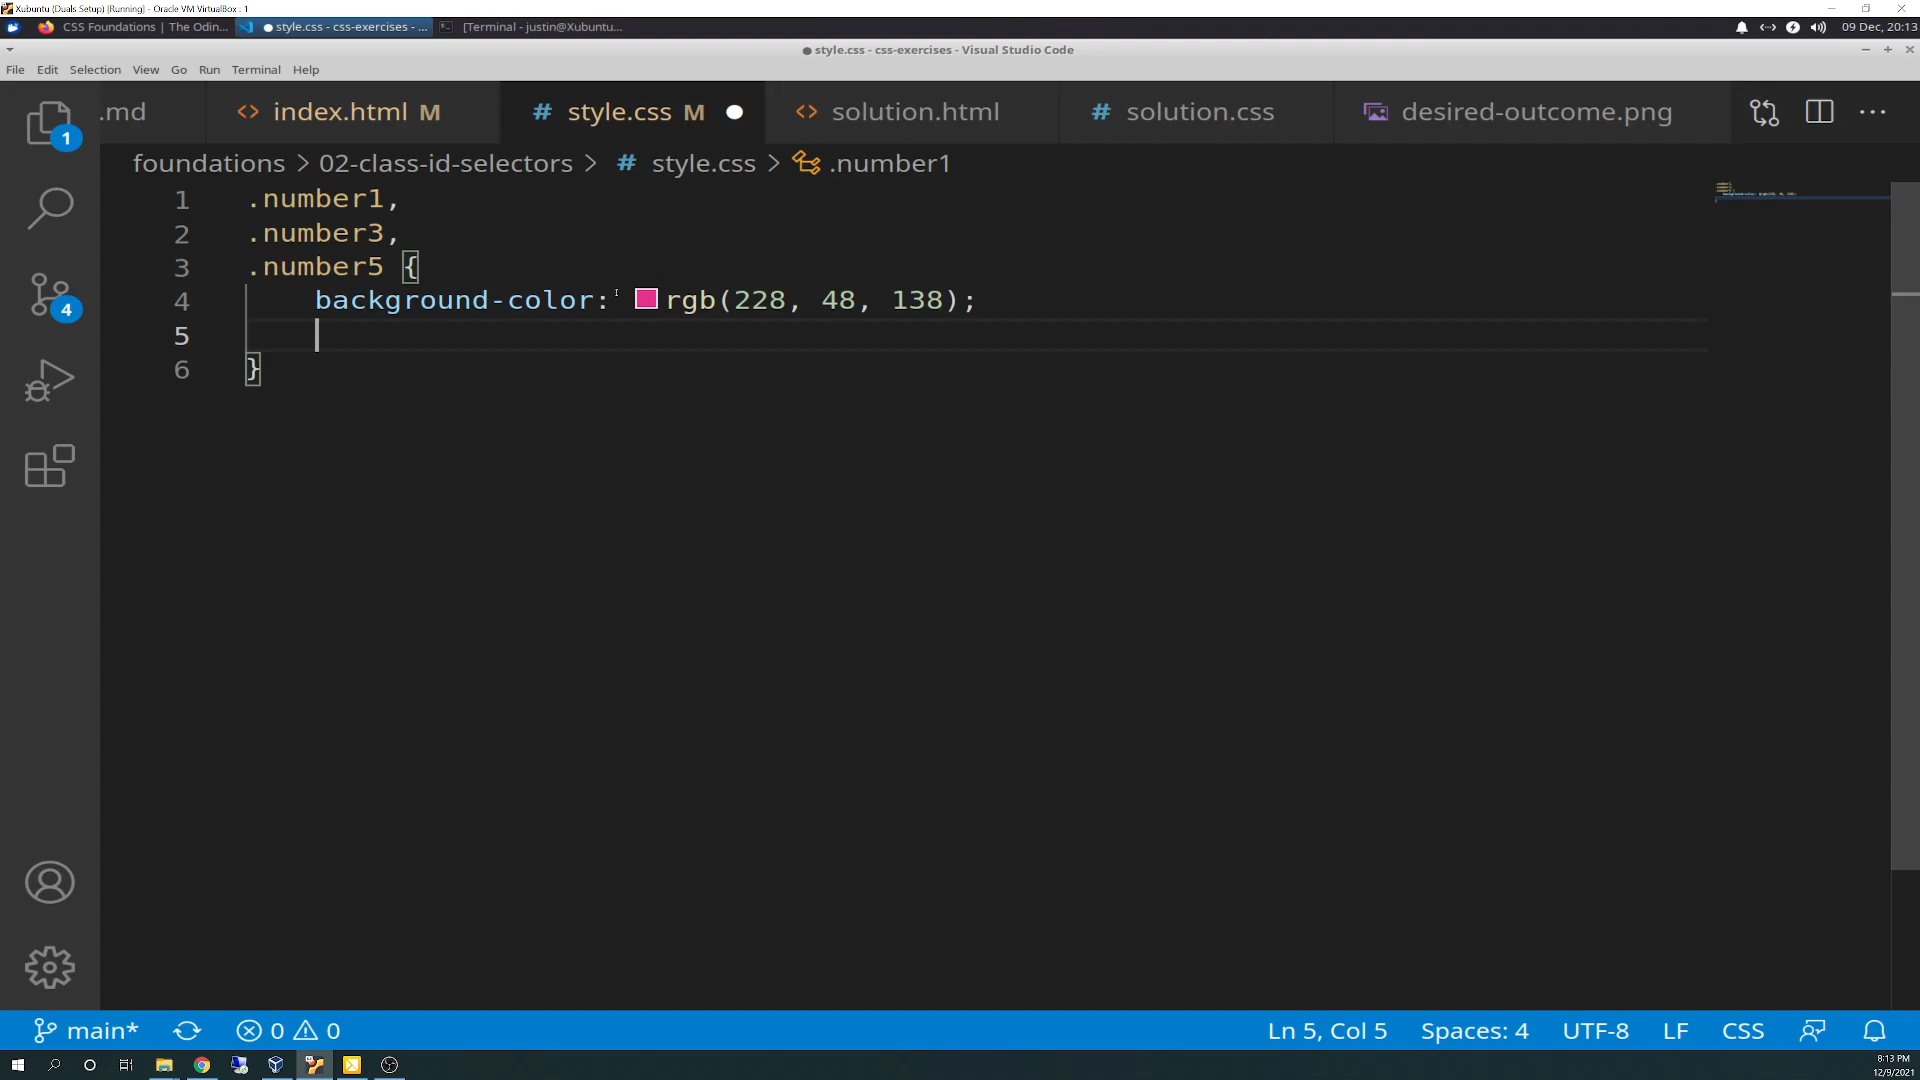 Xubuntu (Duals Setup) [Running] - Oracle VM VirtualBox : 1
CSS Foundations | The Odin...
style.css - css-exercises - ...
[Terminal - justin@Xubuntu...
09 Dec, 20:13
style.css - css-exercises - Visual Studio Code
File Edit Selection View Go Run Terminal Help
.md
index.html M
style.css M
solution.html
solution.css
desired-outcome.png
foundations > 02-class-id-selectors > # style.css > .number1
1 .number1,
2 .number3,
3 .number5 {
4 background-color: rgb(228, 48, 138);
5
6 }
1
4
main* 0 0 Ln 5, Col 5 Spaces: 4 UTF-8 LF CSS
8:13 PM
12/9/2021